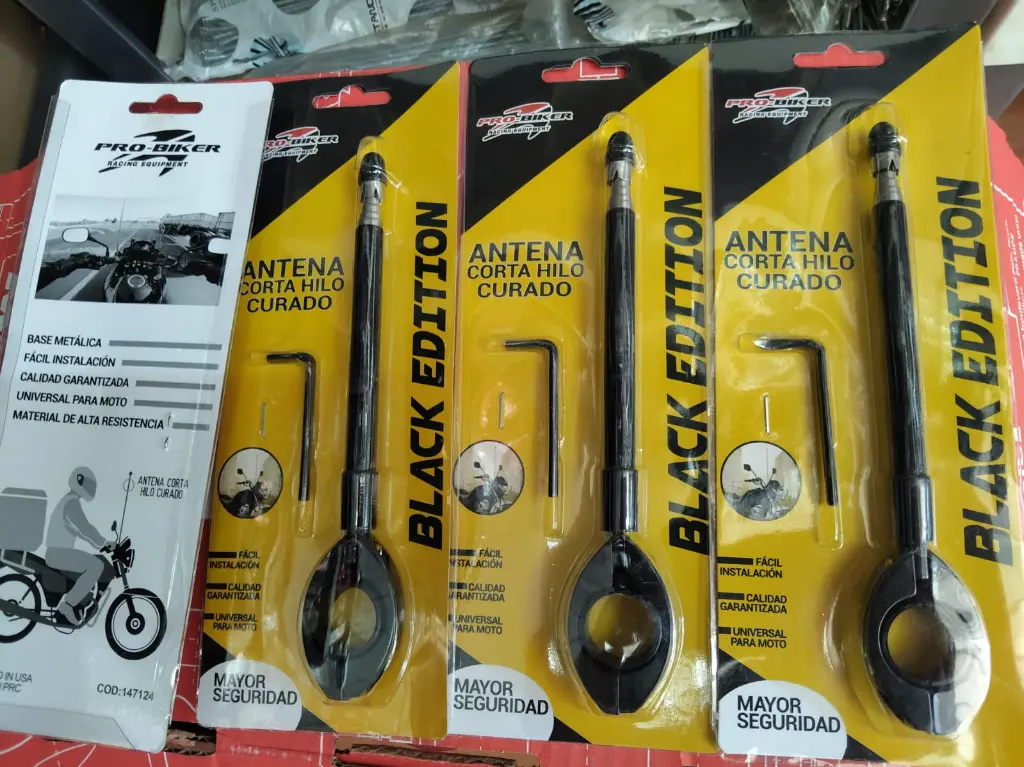 PRO-BIKER
RACING EQUIPMENT
BASE METÁLICA
FÁCIL INSTALACIÓN
CALIDAD GARANTIZADA
UNIVERSAL PARA MOTO
MATERIAL DE ALTA RESISTENCIA
ANTENA CORTA
HILO CURADO
IN USA
PRC
COD:147124
PRO-BIKER
RACING EQUIPMENT
ANTENA
CORTA HILO
CURADO
BLACK EDITION
FÁCIL
INSTALACIÓN
CALIDAD
GARANTIZADA
UNIVERSAL
PARA MOTO
MAYOR
SEGURIDAD
PRO-BIKER
RACING EQUIPMENT
ANTENA
CORTA HILO
CURADO
BLACK EDITION
FÁCIL
INSTALACIÓN
CALIDAD
GARANTIZADA
UNIVERSAL
PARA MOTO
MAYOR
SEGURIDAD
PRO-BIKER
RACING EQUIPMENT
ANTENA
CORTA HILO
CURADO
BLACK EDITION
FÁCIL
INSTALACIÓN
CALIDAD
GARANTIZADA
UNIVERSAL
PARA MOTO
MAYOR
SEGURIDAD